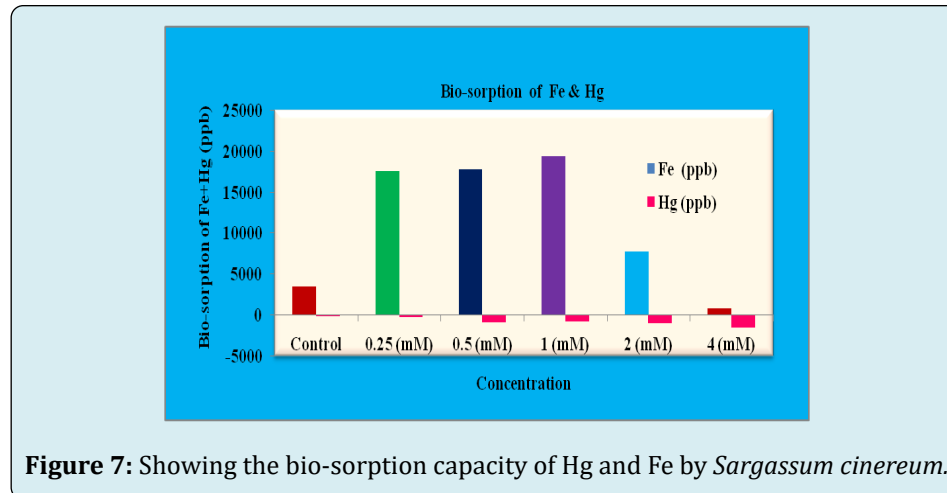 Bio-sorption of Fe & Hg
Bio-sorption of Fe+Hg (ppb)
25000
20000
15000
10000
5000
0
-5000
Fe (ppb)
Hg (ppb)
Control 0.25 (mM) 0.5 (mM) 1 (mM) 2 (mM) 4 (mM)
Concentration
Figure 7: Showing the bio-sorption capacity of Hg and Fe by Sargassum cinereum.